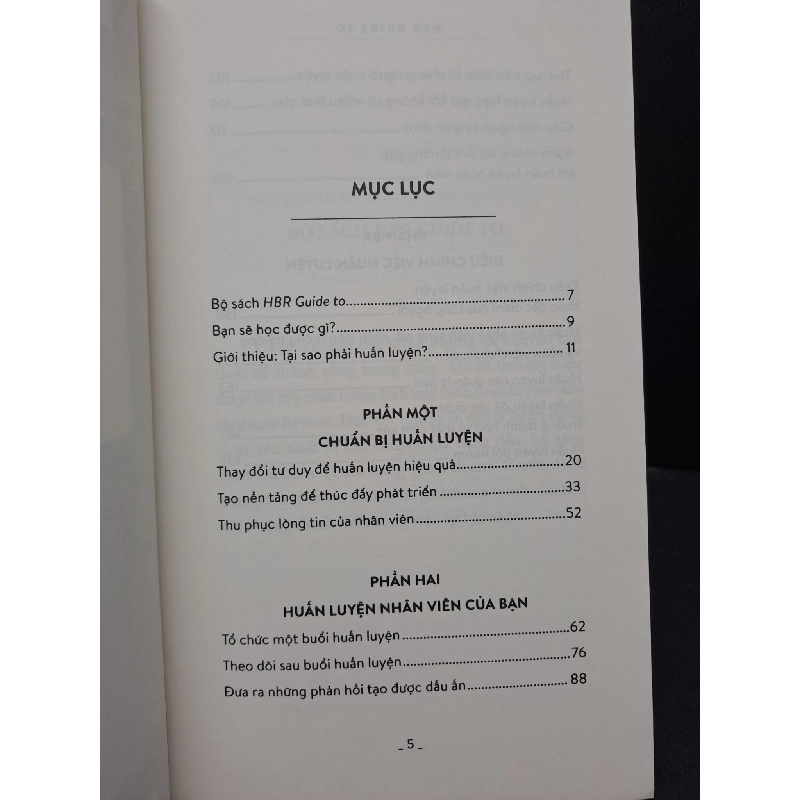 MỤC LỤC
Bộ sách HBR Guide to..................................................7
Bạn sẽ học được gì?....................................................9
Giới thiệu: Tại sao phải huấn luyện?..............................11
PHẦN MỘT
CHUẨN BỊ HUẤN LUYỆN
Thay đổi tư duy để huấn luyện hiệu quả.........................20
Tạo nền tảng để thúc đẩy phát triển .............................33
Thu phục lòng tin của nhân viên...................................52
PHẦN HAI
HUẤN LUYỆN NHÂN VIÊN CỦA BẠN
Tổ chức một buổi huấn luyện.......................................62
Theo dõi sau buổi huấn luyện.......................................76
Đưa ra những phản hồi tạo được dấu ấn.......................88
- 5 -